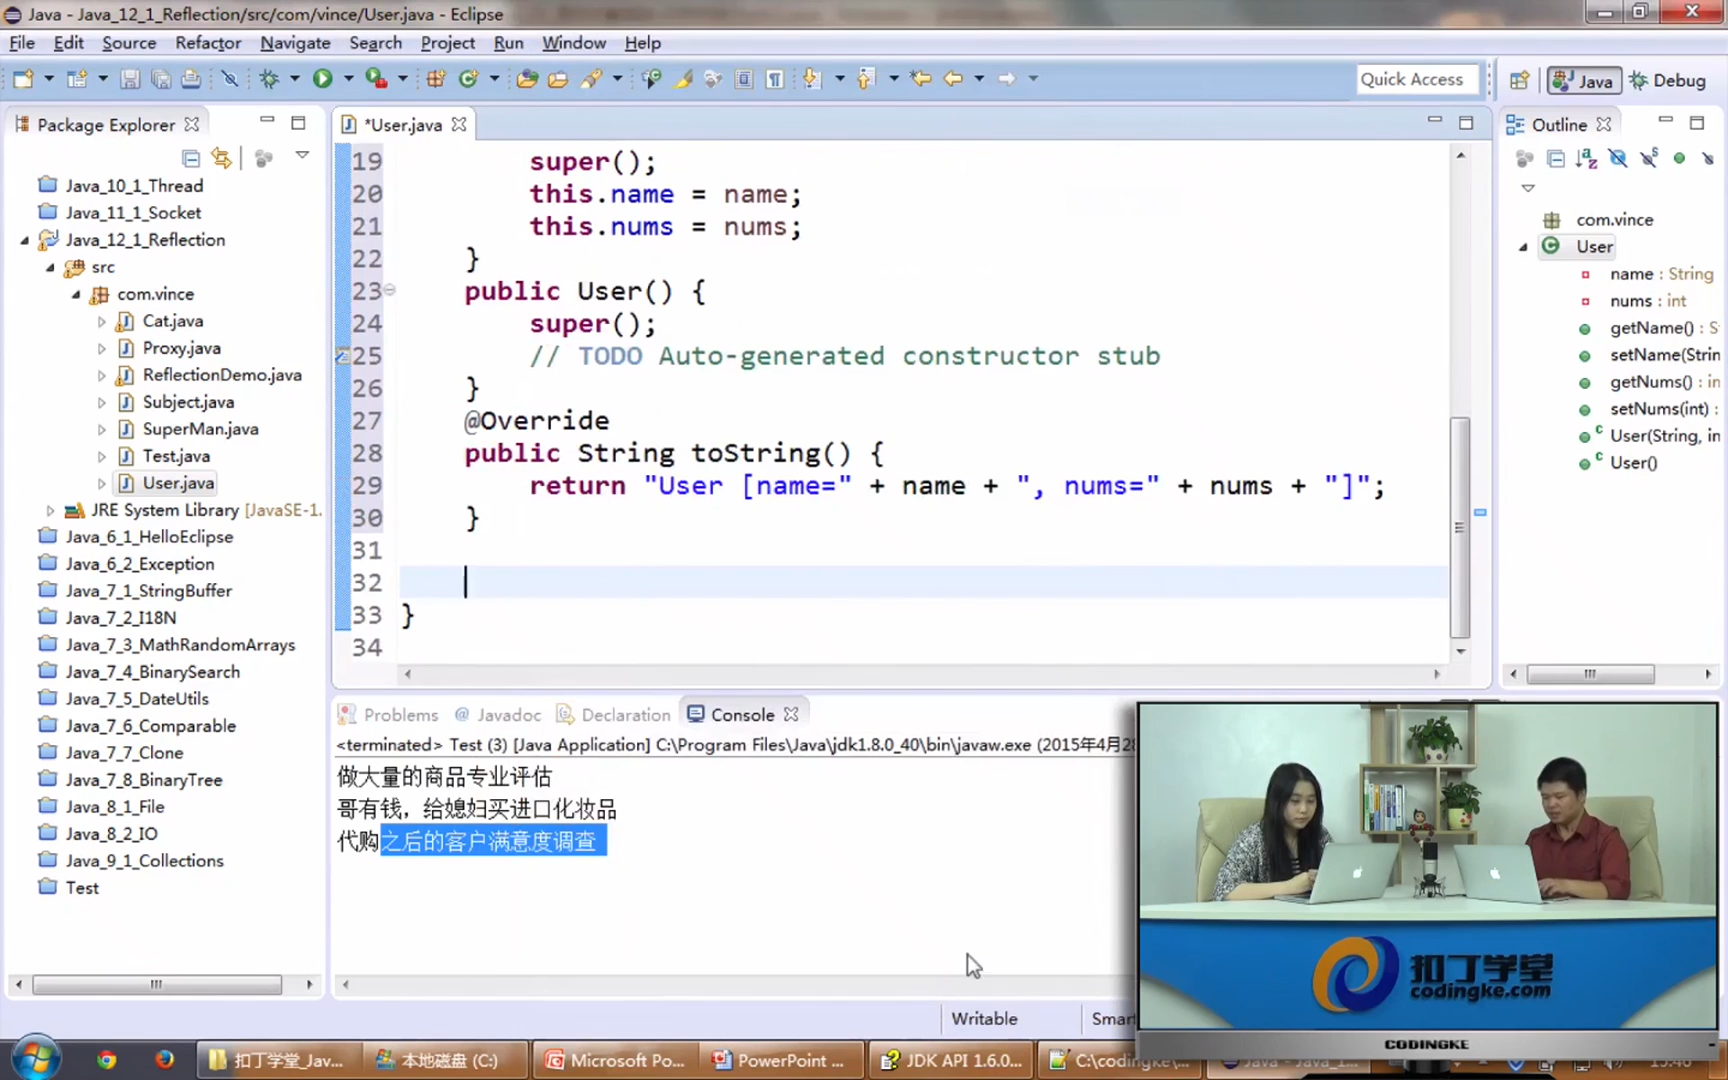 Java - Java_12_1_Reflection/src/com/vince/User.java - Eclipse
File Edit Source Refactor Navigate Search Project Run Window Help
Quick Access
Java
Debug
Package Explorer
Java_10_1_Thread
Java_11_1_Socket
Java_12_1_Reflection
src
com.vince
Cat.java
Proxy.java
ReflectionDemo.java
Subject.java
SuperMan.java
Test.java
User.java
JRE System Library [JavaSE-1.
Java_6_1_HelloEclipse
Java_6_2_Exception
Java_7_1_StringBuffer
Java_7_2_I18N
Java_7_3_MathRandomArrays
Java_7_4_BinarySearch
Java_7_5_DateUtils
Java_7_6_Comparable
Java_7_7_Clone
Java_7_8_BinaryTree
Java_8_1_File
Java_8_2_IO
Java_9_1_Collections
Test
*User.java
19 super();
20 this.name = name;
21 this.nums = nums;
22 }
23 public User() {
24 super();
25 // TODO Auto-generated constructor stub
26 }
27 @Override
28 public String toString() {
29 return "User [name=" + name + ", nums=" + nums + "]";
30 }
31
32
33 }
34
Outline
com.vince
User
name : String
nums : int
getName() : S
setName(Strin
getNums() : in
setNums(int) :
User(String, in
User()
Problems Javadoc Declaration Console
<terminated> Test (3) [Java Application] C:\Program Files\Java\jdk1.8.0_40\bin\javaw.exe (2015年4月28
做大量的商品专业评估
哥有钱，给媳妇买进口化妆品
代购之后的客户满意度调查
扣丁学堂
codingke.com
CODINGKE
Writable
Smar
扣丁学堂_Jav...
本地磁盘 (C:)
Microsoft Po...
PowerPoint ...
JDK API 1.6.0...
C:\codingke\...